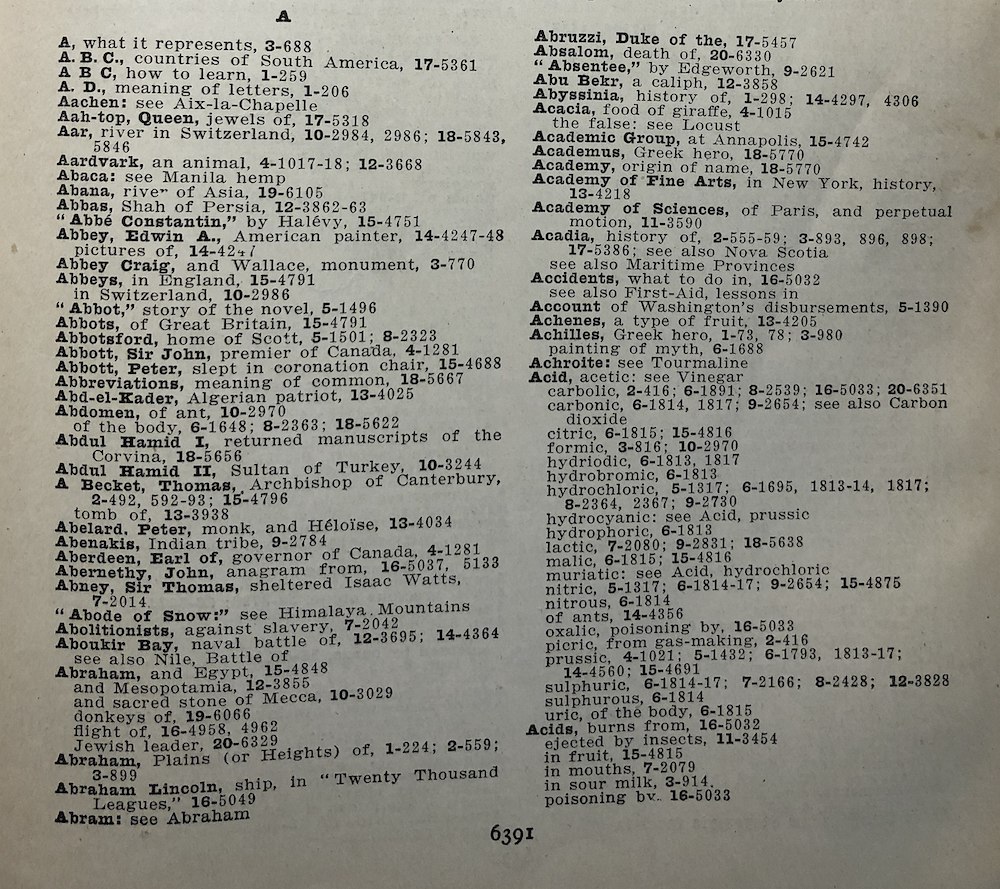 A
A, what it represents, 3-688
A. B. C., countries of South America, 17-5361
A B C, how to learn, 1-259
A. D., meaning of letters, 1-206
Aachen: see Aix-la-Chapelle
Aah-top, Queen, jewels of, 17-5318
Aar, river in Switzerland, 10-2984, 2986; 18-5843,
5846
Aardvark, an animal, 4-1017-18; 12-3668
Abaca: see Manila hemp
Abana, river of Asia, 19-6105
Abbas, Shah of Persia, 12-3862-63
"Abbé Constantin," by Halévy, 15-4751
Abbey, Edwin A., American painter, 14-4247-48
pictures of, 14-4247
Abbey Craig, and Wallace, monument, 3-770
Abbeys, in England, 15-4791
in Switzerland, 10-2986
"Abbot," story of the novel, 5-1496
Abbots, of Great Britain, 15-4791
Abbotsford, home of Scott, 5-1501; 8-2323
Abbott, Sir John, premier of Canada, 4-1281
Abbott, Peter, slept in coronation chair, 15-4688
Abbreviations, meaning of common, 18-5667
Abd-el-Kader, Algerian patriot, 13-4025
Abdomen, of ant, 10-2970
of the body, 6-1648; 8-2363; 18-5622
Abdul Hamid I, returned manuscripts of the
Corvina, 18-5656
Abdul Hamid II, Sultan of Turkey, 10-3244
A Becket, Thomas, Archbishop of Canterbury,
2-492, 592-93; 15-4796
tomb of, 13-3938
Abelard, Peter, monk, and Héloïse, 13-4034
Abenakis, Indian tribe, 9-2784
Aberdeen, Earl of, governor of Canada, 4-1281
Abernethy, John, anagram from, 16-5037, 5133
Abney, Sir Thomas, sheltered Isaac Watts,
7-2014
"Abode of Snow:" see Himalaya Mountains
Abolitionists, against slavery, 7-2042
Aboukir Bay, naval battle of, 12-3695; 14-4364
see also Nile, Battle of
Abraham, and Egypt, 15-4848
and Mesopotamia, 12-3855
and sacred stone of Mecca, 10-3029
donkeys of, 19-6066
flight of, 16-4958, 4962
Jewish leader, 20-6329
Abraham, Plains (or Heights) of, 1-224; 2-559;
3-899
Abraham Lincoln, ship, in "Twenty Thousand
Leagues," 16-5049
Abram: see Abraham
Abruzzi, Duke of the, 17-5457
Absalom, death of, 20-6330
"Absentee," by Edgeworth, 9-2621
Abu Bekr, a caliph, 12-3858
Abyssinia, history of, 1-298; 14-4297, 4306
Acacia, food of giraffe, 4-1015
the false: see Locust
Academic Group, at Annapolis, 15-4742
Academus, Greek hero, 18-5770
Academy, origin of name, 18-5770
Academy of Fine Arts, in New York, history,
13-4218
Academy of Sciences, of Paris, and perpetual
motion, 11-3590
Acadia, history of, 2-555-59; 3-893, 896, 898;
17-5386; see also Nova Scotia
see also Maritime Provinces
Accidents, what to do in, 16-5032
see also First-Aid, lessons in
Account of Washington's disbursements, 5-1390
Achenes, a type of fruit, 13-4205
Achilles, Greek hero, 1-73, 78; 3-980
painting of myth, 6-1688
Achroite: see Tourmaline
Acid, acetic: see Vinegar
carbolic, 2-416; 6-1891; 8-2539; 16-5033; 20-6351
carbonic, 6-1814, 1817; 9-2654; see also Carbon
dioxide
citric, 6-1815; 15-4816
formic, 3-816; 10-2970
hydriodic, 6-1813, 1817
hydrobromic, 6-1813
hydrochloric, 5-1317; 6-1695, 1813-14, 1817;
8-2364, 2367; 9-2730
hydrocyanic: see Acid, prussic
hydrophoric, 6-1813
lactic, 7-2080; 9-2831; 18-5638
malic, 6-1815; 15-4816
muriatic: see Acid, hydrochloric
nitric, 5-1317; 6-1814-17; 9-2654; 15-4875
nitrous, 6-1814
of ants, 14-4356
oxalic, poisoning by, 16-5033
picric, from gas-making, 2-416
prussic, 4-1021; 5-1432; 6-1793, 1813-17;
14-4560; 15-4691
sulphuric, 6-1814-17; 7-2166; 8-2428; 12-3828
sulphurous, 6-1814
uric, of the body, 6-1815
Acids, burns from, 16-5032
ejected by insects, 11-3454
in fruit, 15-4815
in mouths, 7-2079
in sour milk, 3-914
poisoning by, 16-5033
6391